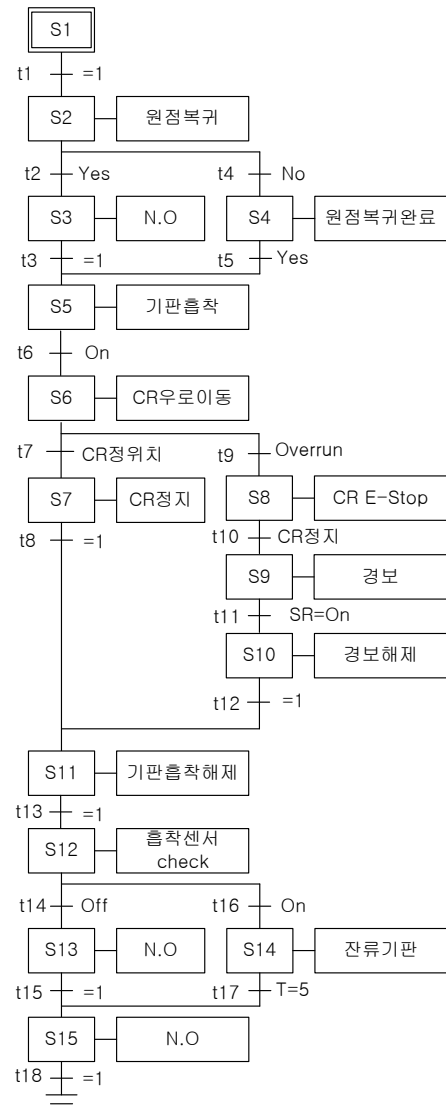 S1
t1 =1
S2 원점복귀
t2 Yes t4 No
S3 N.O S4 원점복귀완료
t3 =1 t5 Yes
S5 기판흡착
t6 On
S6 CR우로이동
t7 CR정위치 t9 Overrun
S7 CR정지 S8 CR E-Stop
t8 =1 t10 CR정지
S9 경보
t11 SR=On
S10 경보해제
t12 =1
S11 기판흡착해제
t13 =1
S12 흡착센서
check
t14 Off t16 On
S13 N.O S14 잔류기판
t15 =1 t17 T=5
S15 N.O
t18 =1